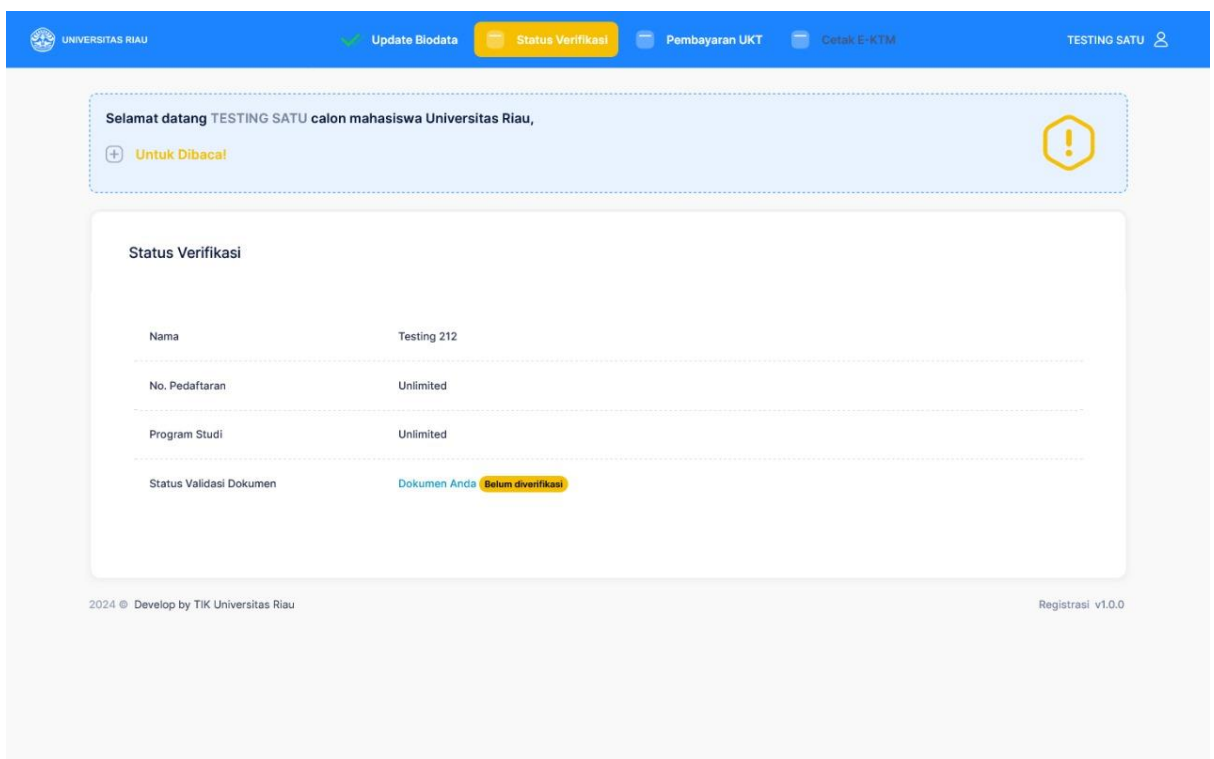 UNIVERSITAS RIAU
Update Biodata
Status Verifikasi
Pembayaran UKT
Cetak E-KTM
TESTING SATU
Selamat datang TESTING SATU calon mahasiswa Universitas Riau,
Untuk Dibaca!
Status Verifikasi
Nama Testing 212
No. Pedaftaran Unlimited
Program Studi Unlimited
Status Validasi Dokumen Dokumen Anda Belum diverifikasi
2024 © Develop by TIK Universitas Riau
Registrasi v1.0.0